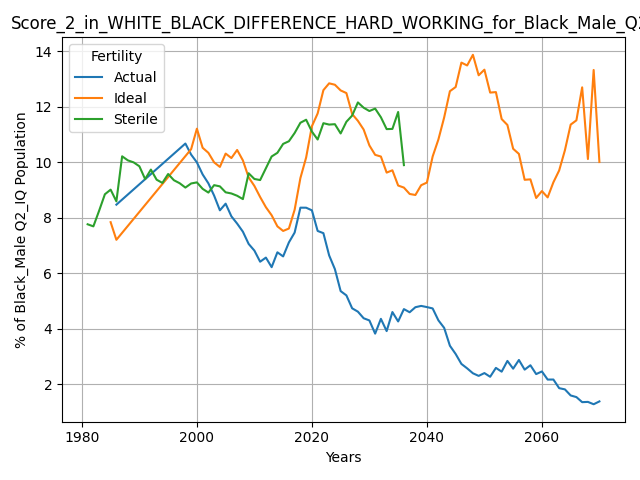 Score_2_in_WHITE_BLACK_DIFFERENCE_HARD_WORKING_for_Black_Male_Q2
Fertility
Actual
Ideal
Sterile
% of Black_Male Q2_IQ Population
14
12
10
8
6
4
2
1980
2000
2020
2040
2060
Years